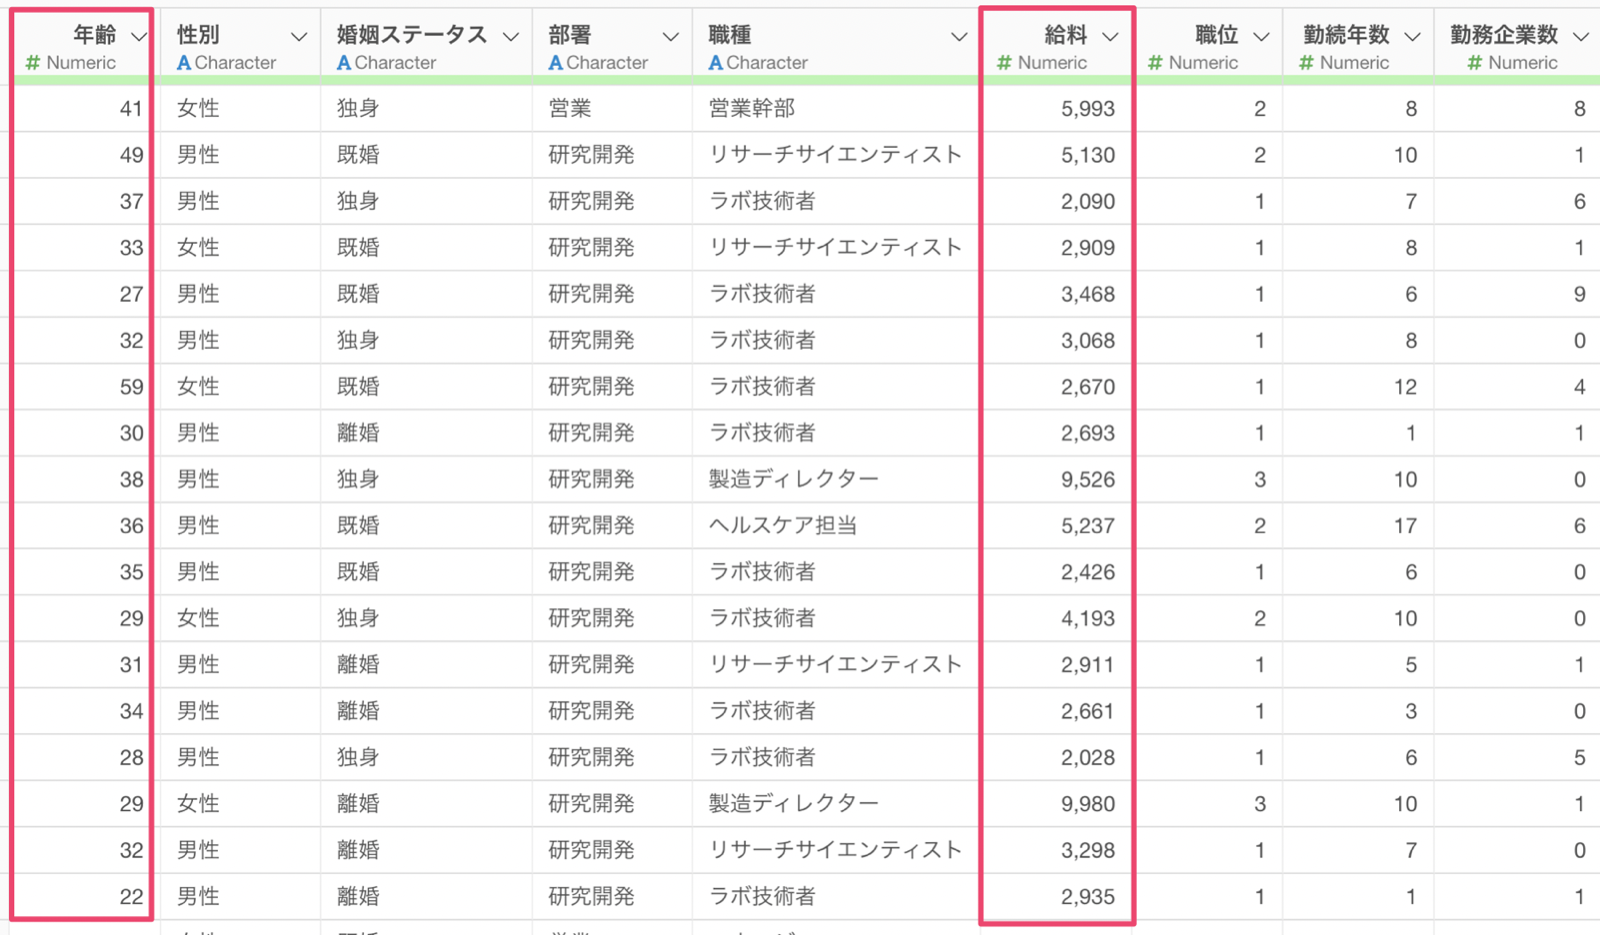 年齢 性別 婚姻ステータス 部署 職種 給料 職位 勤続年数 勤務企業数
# Numeric A Character A Character A Character A Character # Numeric # Numeric # Numeric # Numeric
41 女性 独身 営業 営業幹部 5,993 2 8 8
49 男性 既婚 研究開発 リサーチサイエンティスト 5,130 2 10 1
37 男性 独身 研究開発 ラボ技術者 2,090 1 7 6
33 女性 既婚 研究開発 リサーチサイエンティスト 2,909 1 8 1
27 男性 既婚 研究開発 ラボ技術者 3,468 1 6 9
32 男性 独身 研究開発 ラボ技術者 3,068 1 8 0
59 女性 既婚 研究開発 ラボ技術者 2,670 1 12 4
30 男性 離婚 研究開発 ラボ技術者 2,693 1 1 1
38 男性 独身 研究開発 製造ディレクター 9,526 3 10 0
36 男性 既婚 研究開発 ヘルスケア担当 5,237 2 17 6
35 男性 既婚 研究開発 ラボ技術者 2,426 1 6 0
29 女性 独身 研究開発 ラボ技術者 4,193 2 10 0
31 男性 離婚 研究開発 リサーチサイエンティスト 2,911 1 5 1
34 男性 離婚 研究開発 ラボ技術者 2,661 1 3 0
28 男性 独身 研究開発 ラボ技術者 2,028 1 6 5
29 女性 離婚 研究開発 製造ディレクター 9,980 3 10 1
32 男性 離婚 研究開発 リサーチサイエンティスト 3,298 1 7 0
22 男性 離婚 研究開発 ラボ技術者 2,935 1 1 1